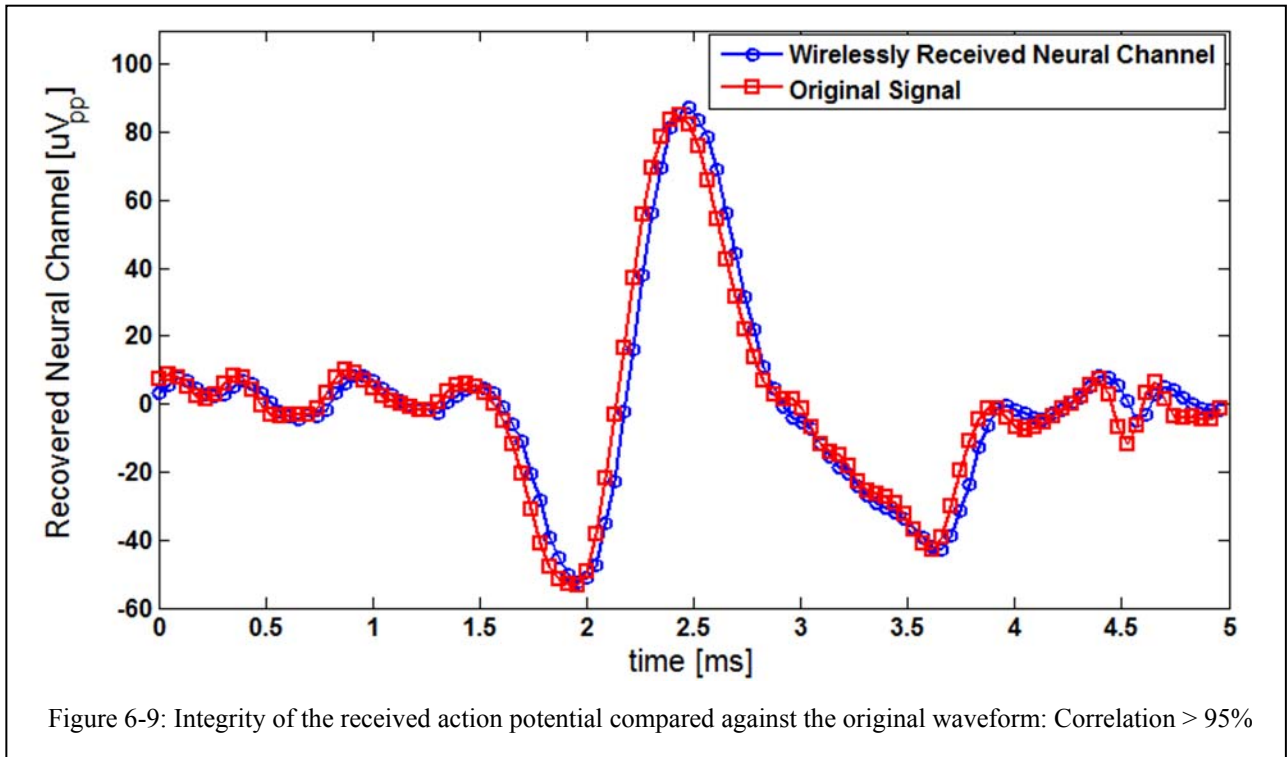 Wirelessly Received Neural Channel
Original Signal
Recovered Neural Channel [uVpp]
100
80
60
40
20
0
-20
-40
-60
0 0.5 1 1.5 2 2.5 3 3.5 4 4.5 5
time [ms]
Figure 6-9: Integrity of the received action potential compared against the original waveform: Correlation > 95%